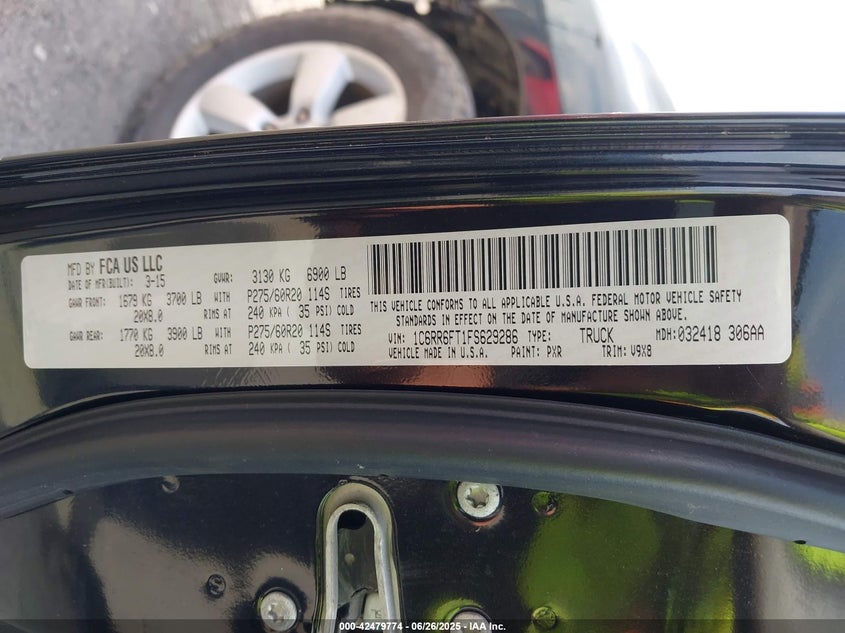 MFD BY FCA US LLC
DATE OF MFR(BUILT): 3-15 GVWR: 3130 KG 6900 LB
GAWR FRONT: 1679 KG 3700 LB WITH P275/60R20 114S TIRES
20X8.0 RIMS AT 240 KPA ( 35 PSI) COLD
GAWR REAR: 1770 KG 3900 LB WITH P275/60R20 114S TIRES
20X8.0 RIMS AT 240 KPA ( 35 PSI) COLD
THIS VEHICLE CONFORMS TO ALL APPLICABLE U.S.A. FEDERAL MOTOR VEHICLE SAFETY
STANDARDS IN EFFECT ON THE DATE OF MANUFACTURE SHOWN ABOVE.
VIN: 1C6RR6FT1FS629286 TYPE: TRUCK MDH:032418 306AA
VEHICLE MADE IN U.S.A. PAINT: PXR TRIM: V9X8
000-42479774 - 06/26/2025 - IAA Inc.